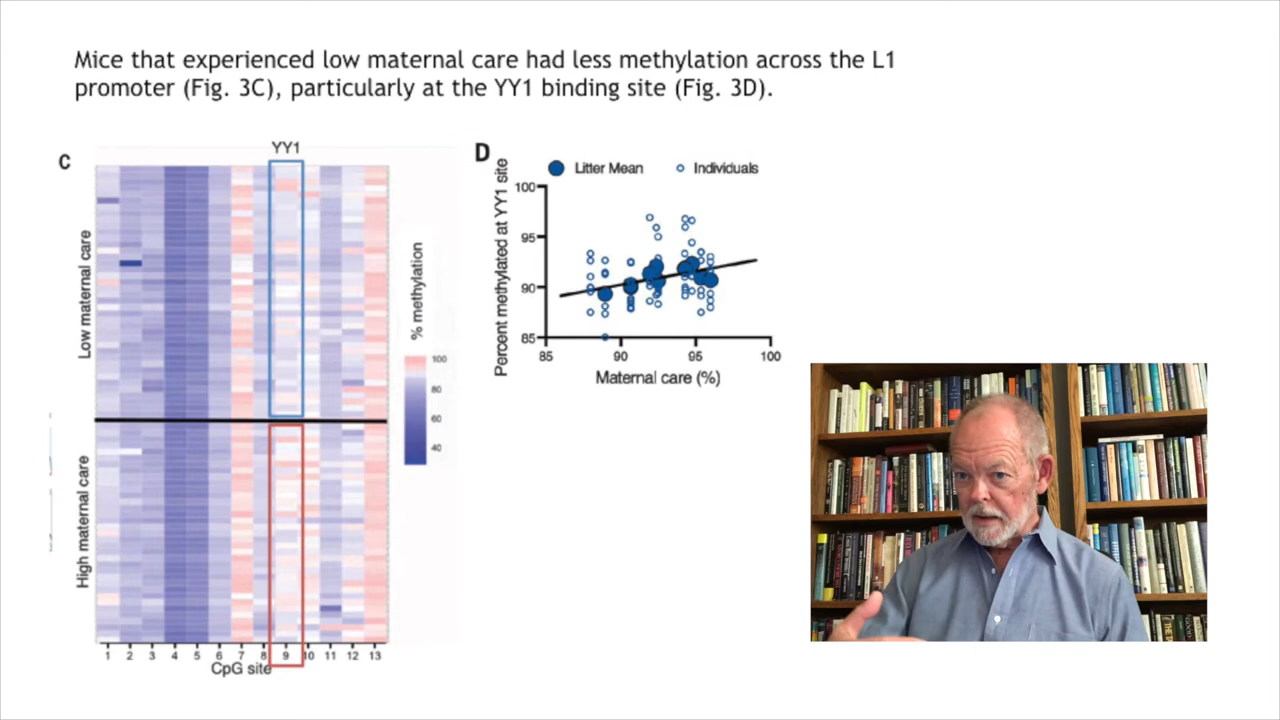 Mice that experienced low maternal care had less methylation across the L1
promoter (Fig. 3C), particularly at the YY1 binding site (Fig. 3D).
C
YY1
Low maternal care
High maternal care
% methylation
100
80
60
40
1 2 3 4 5 6 7 8 9 10 11 12 13
CpG site
D
Litter Mean
Individuals
Percent methylated at YY1 site
100
95
90
85
85 90 95 100
Maternal care (%)